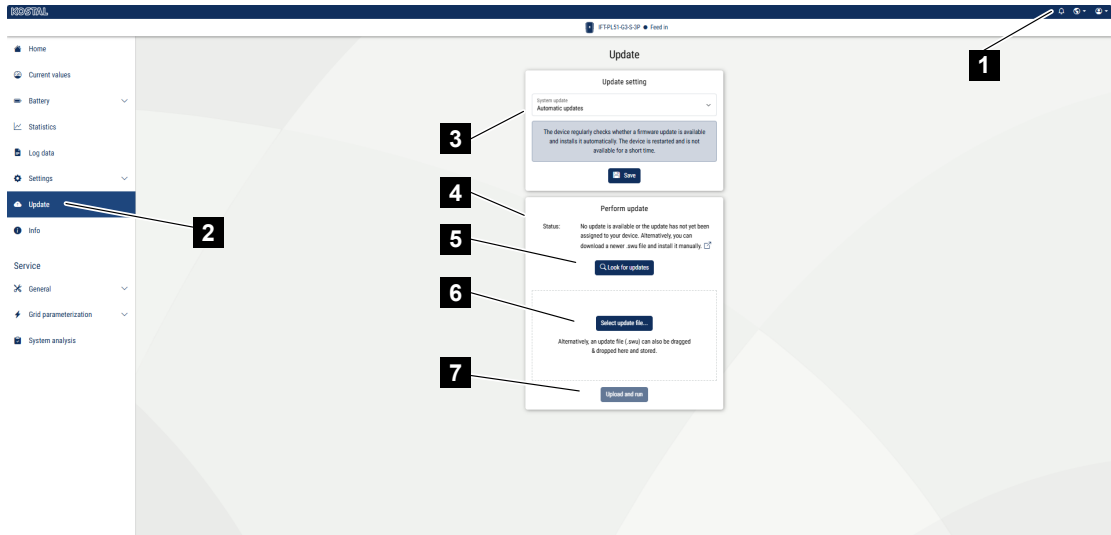 KOSTAL
IFT-PL51-G3-S-3P ● Feed in
1
Home
Current values
Battery
Statistics
Log data
Settings
Update
Info
Service
General
Grid parameterization
System analysis
2
Update
Update setting
System update
Automatic updates
3
The device regularly checks whether a firmware update is available
and installs it automatically. The device is restarted and is not
available for a short time.
Save
4
Perform update
Status: No update is available or the update has not yet been
assigned to your device. Alternatively, you can
download a newer .swu file and install it manually.
5
Look for updates
6
Select update file...
Alternatively, an update file (.swu) can also be dragged
& dropped here and stored.
7
Upload and run